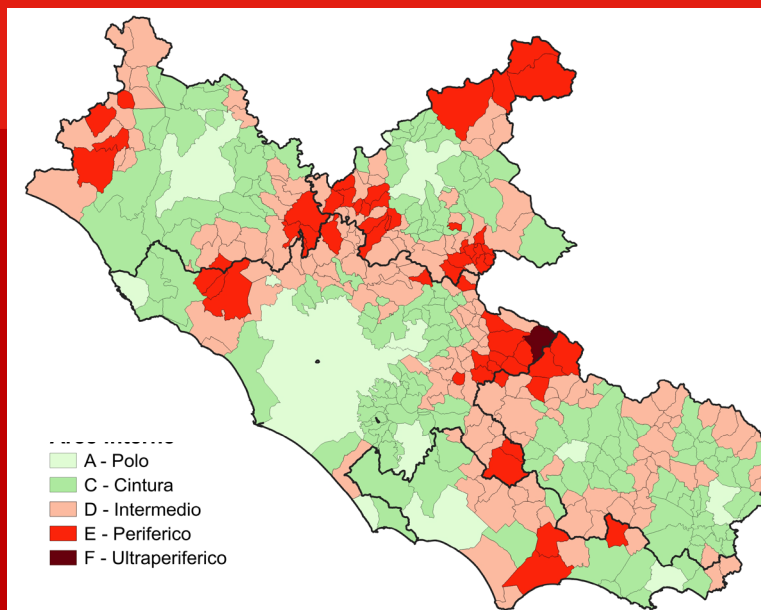 A - Polo
C - Cintura
D - Intermedio
E - Periferico
F - Ultraperiferico